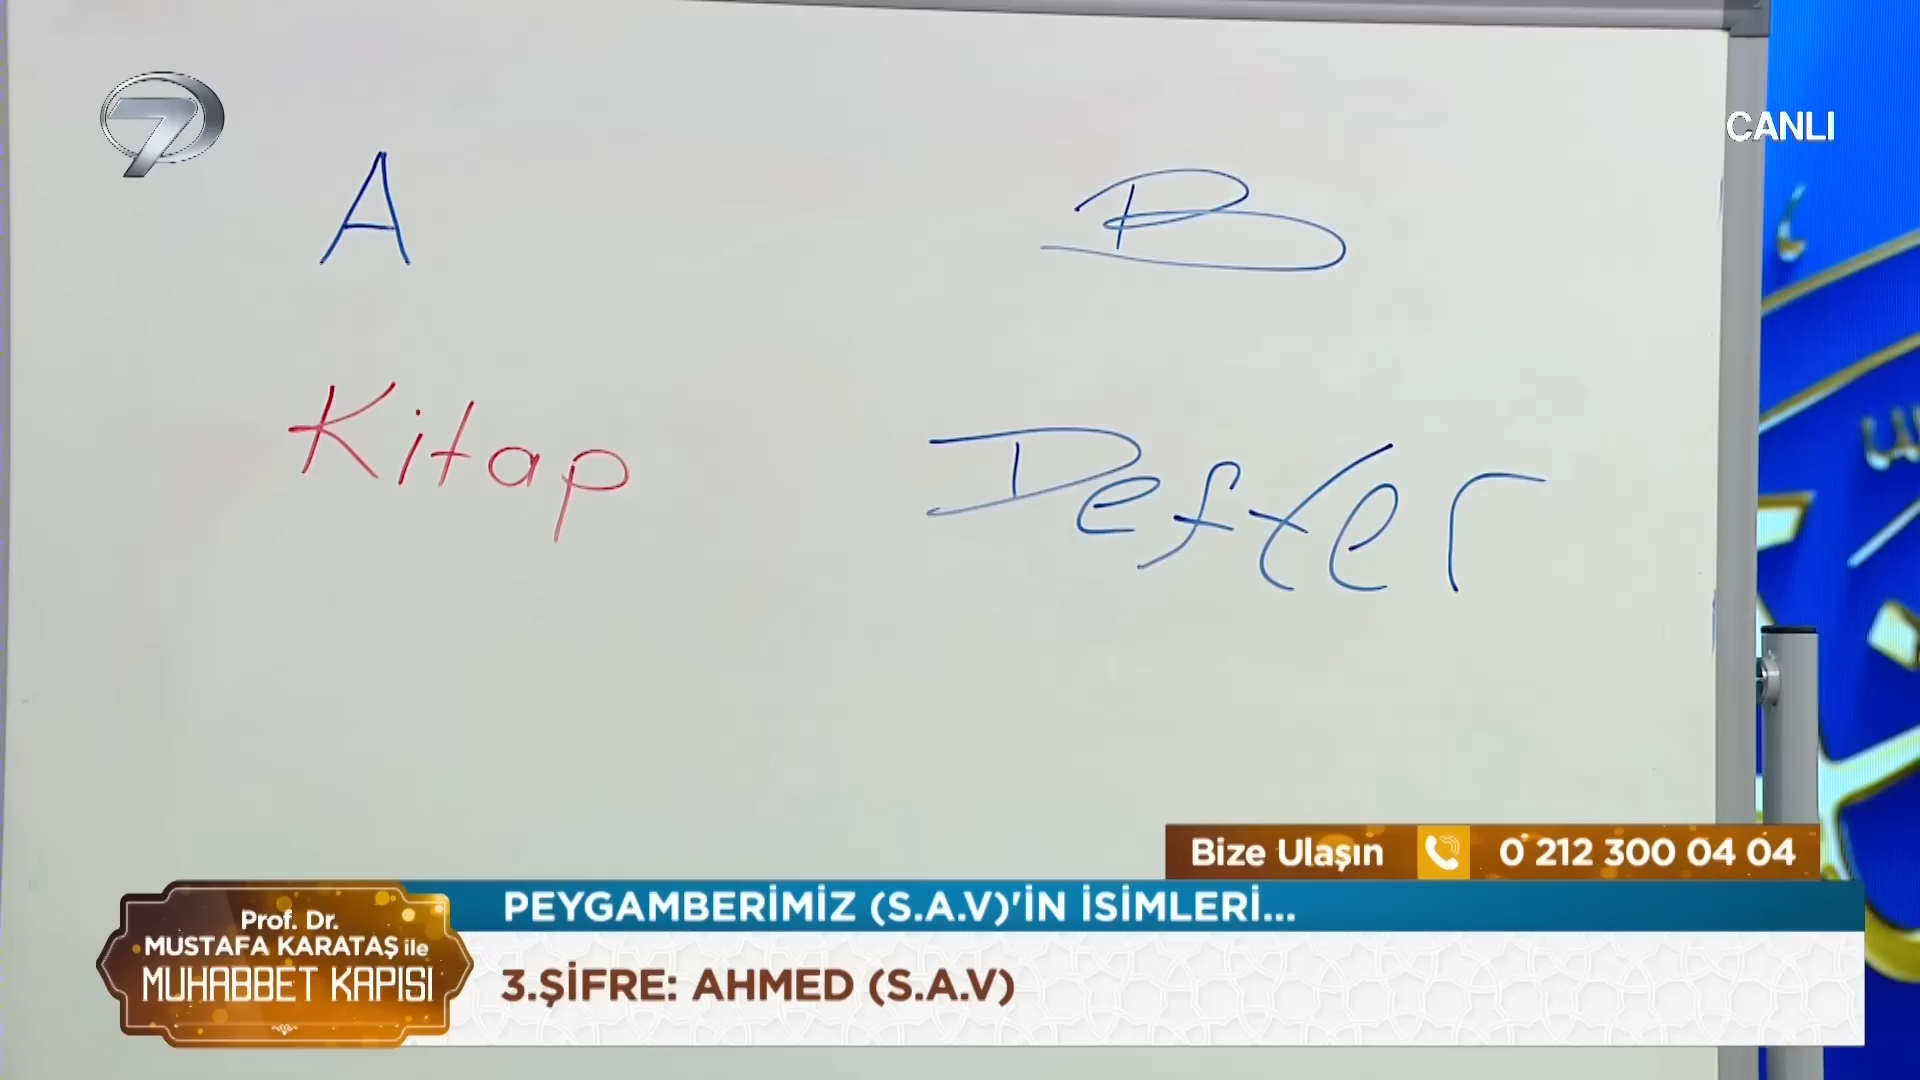 7
CANLI
A B
Kitap Defter
Bize Ulaşın 0 212 300 04 04
PEYGAMBERİMİZ (S.A.V)'İN İSİMLERİ...
Prof. Dr.
MUSTAFA KARATAŞ ile
MUHABBET KAPISI
3.ŞİFRE: AHMED (S.A.V)